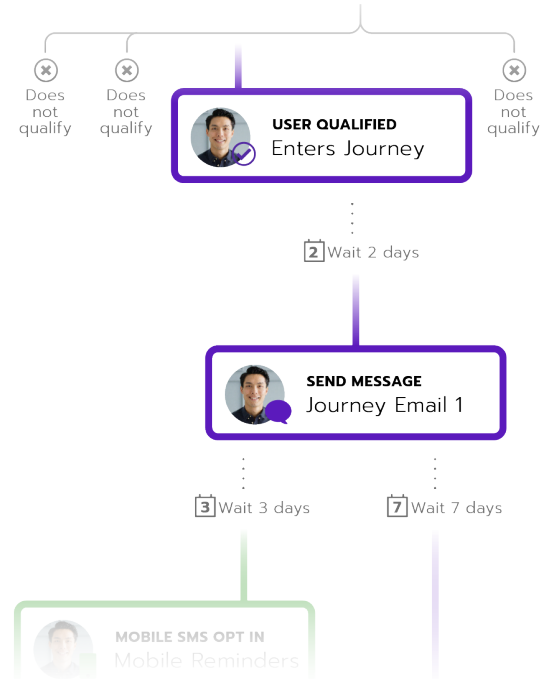 Does
not
qualify
Does
not
qualify
Does
not
qualify
USER QUALIFIED
Enters Journey
2 Wait 2 days
SEND MESSAGE
Journey Email 1
3 Wait 3 days
7 Wait 7 days
MOBILE SMS OPT IN
Mobile Reminders